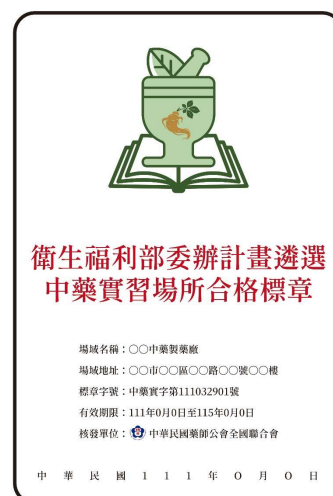 衛生福利部委辦計畫遴選
中藥實習場所合格標章
場域名稱：○○中藥製藥廠
場域地址：○○市○○區○○路○○號○○樓
標章字號：中藥實字第111032901號
有效期限：111年0月0日至115年0月0日
核發單位：中華民國藥師公會全國聯合會
中華民國111年0月0日